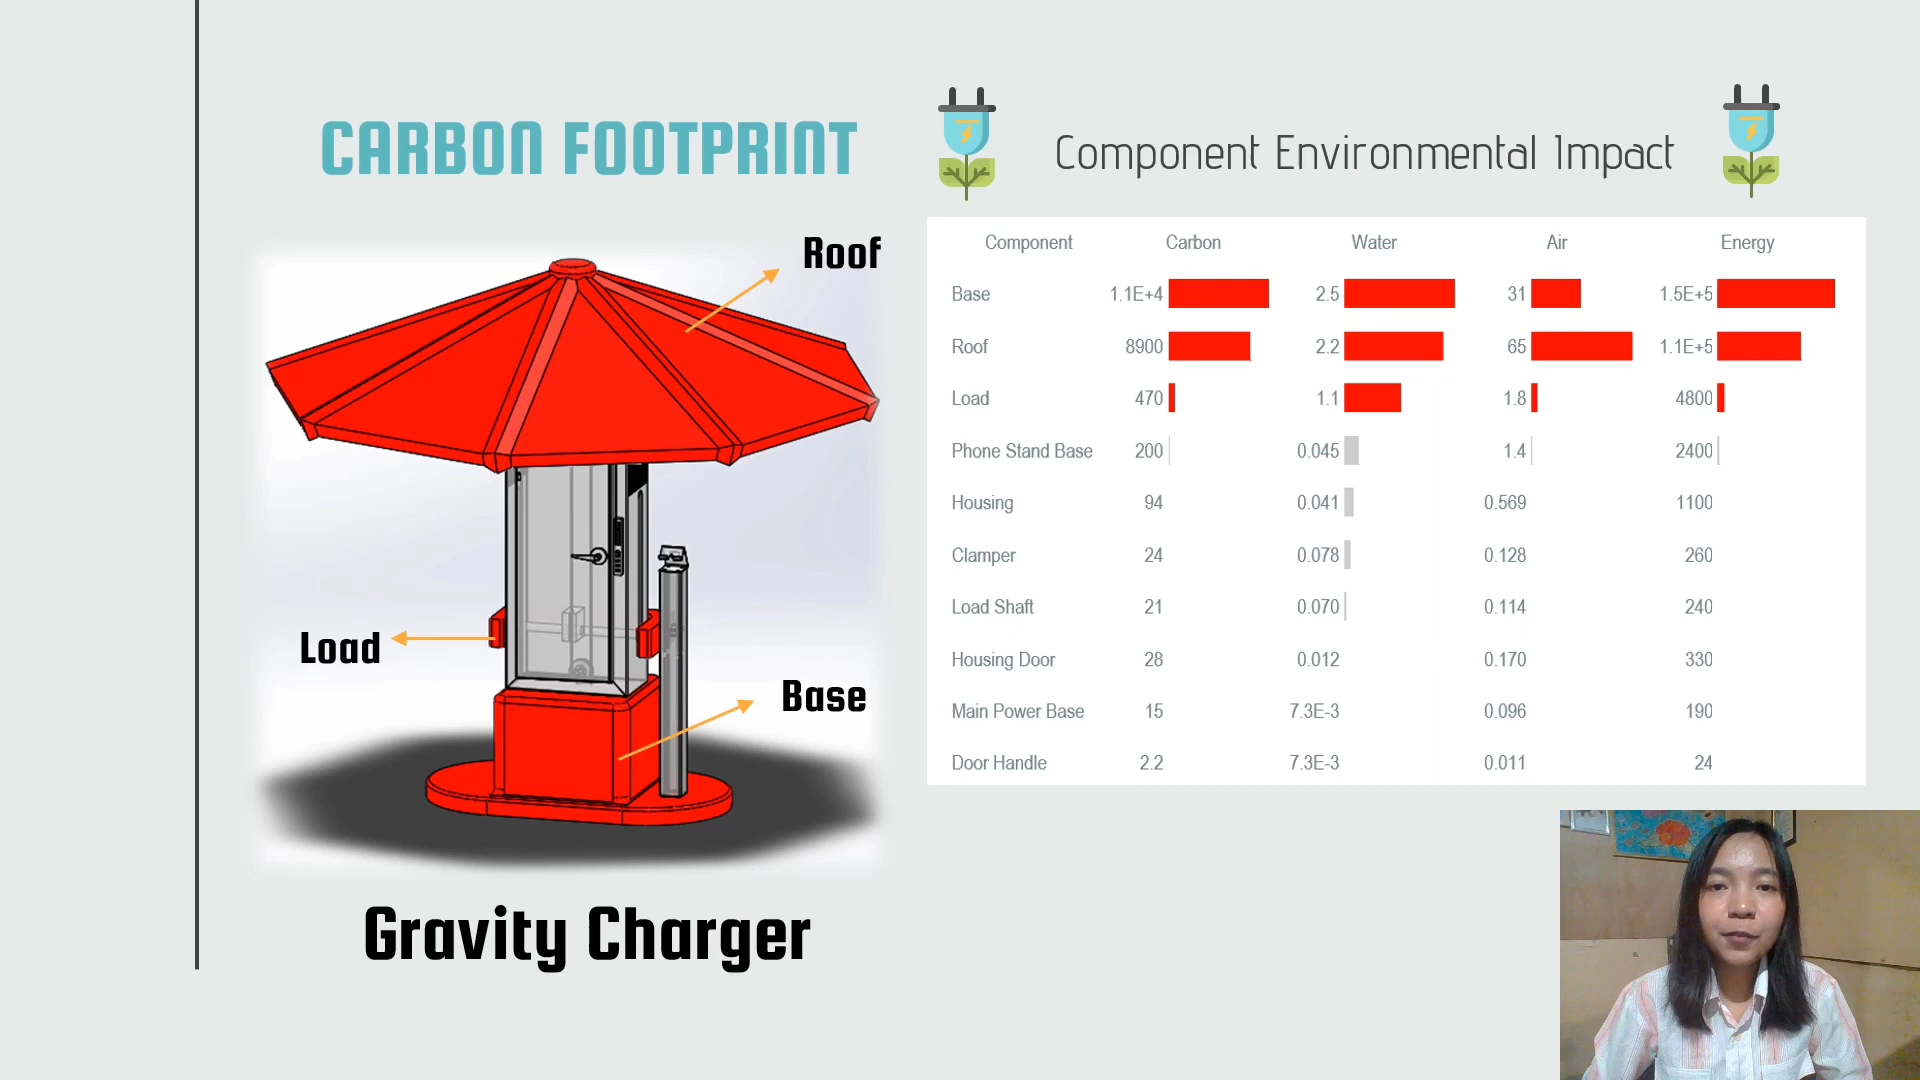 CARBON FOOTPRINT
Roof
Load
Base
Gravity Charger
Component Environmental Impact
Component Carbon Water Air Energy
Base 1.1E+4 2.5 31 1.5E+5
Roof 8900 2.2 65 1.1E+5
Load 470 1.1 1.8 4800
Phone Stand Base 200 0.045 1.4 2400
Housing 94 0.041 0.569 1100
Clamper 24 0.078 0.128 260
Load Shaft 21 0.070 0.114 240
Housing Door 28 0.012 0.170 330
Main Power Base 15 7.3E-3 0.096 190
Door Handle 2.2 7.3E-3 0.011 24